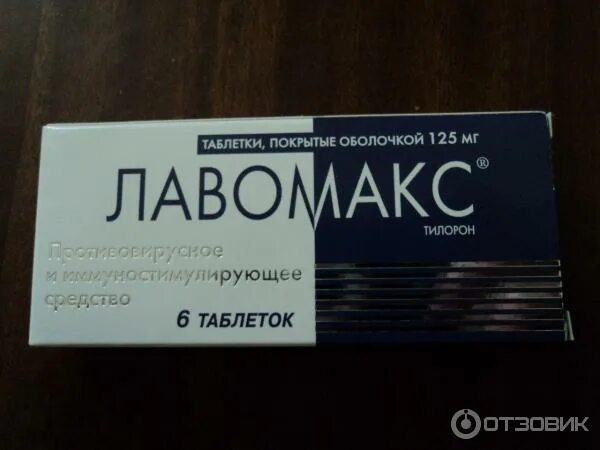 ТАБЛЕТКИ, ПОКРЫТЫЕ ОБОЛОЧКОЙ 125 МГ
ЛАВОМАКС®
ТИЛОРОН
Противовирусное
и иммуностимулирующее
средство
6 ТАБЛЕТОК
ОТЗОВИК